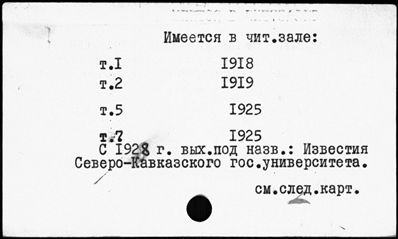 Имеется в чит.зале:
т.I 1918
т.2 1919
т.5 1925
т.7 1925
С 1928 г. вых.под назв.: Известия
Северо-Кавказского гос.университета.
см.след.карт.